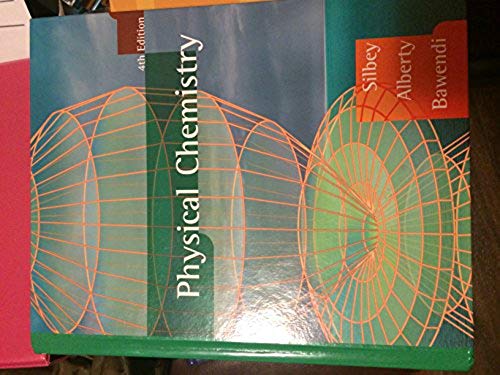 4th Edition
Physical Chemistry
Silbey
Alberty
Bawendi